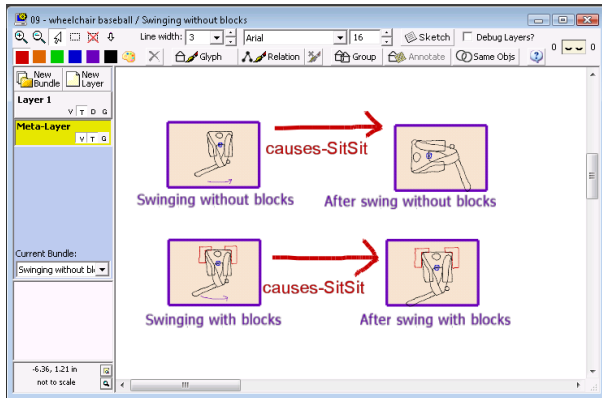 09 - wheelchair baseball / Swinging without blocks
Line width: 3 Arial 16 Sketch Debug Layers?
Glyph Relation Group Annotate Same Objs 0 0
New Bundle New Layer
Layer 1
V T D G
Meta-Layer
V T G
causes-SitSit
Swinging without blocks After swing without blocks
Current Bundle:
Swinging without bl
causes-SitSit
Swinging with blocks After swing with blocks
-6.36, 1.21 in
not to scale